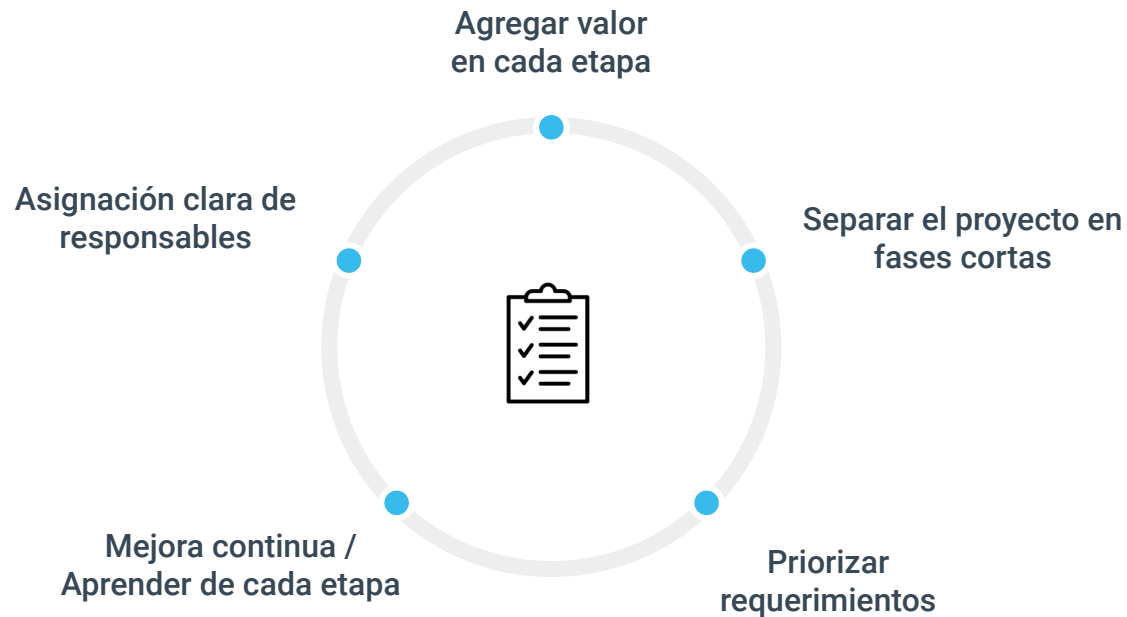 Agregar valor
en cada etapa
Asignación clara de
responsables
Separar el proyecto en
fases cortas
Mejora continua /
Aprender de cada etapa
Priorizar
requerimientos